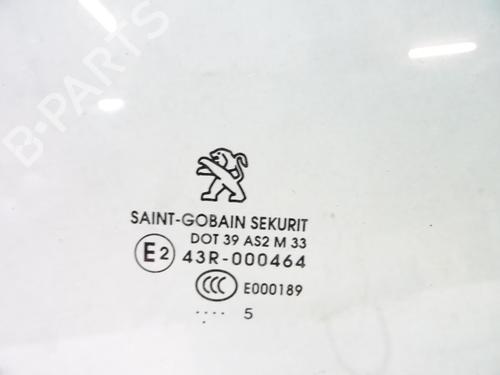 B-PARTS
SAINT-GOBAIN SEKURIT
DOT 39 AS2 M 33
E2 43R-000464
CCC E000189
.... 5